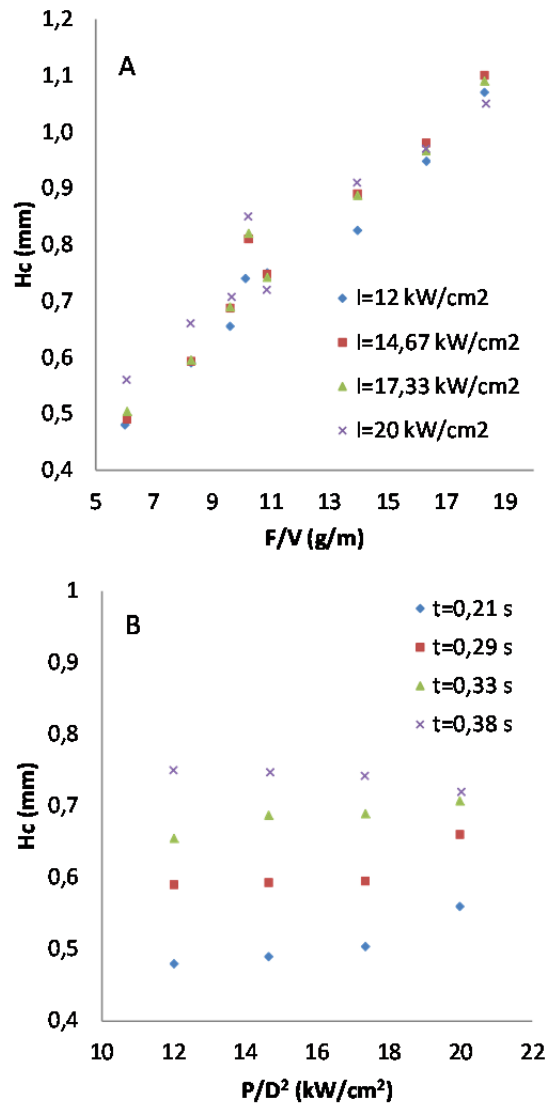 1,2
A
1,1
1,0
0,9
Hc (mm)
0,8
0,7
0,6
0,5
0,4
I=12 kW/cm2
I=14,67 kW/cm2
I=17,33 kW/cm2
I=20 kW/cm2
5 7 9 11 13 15 17 19
F/V (g/m)
1
B
0,9
0,8
Hc (mm)
0,7
0,6
0,5
0,4
t=0,21 s
t=0,29 s
t=0,33 s
t=0,38 s
10 12 14 16 18 20 22
P/D² (kW/cm²)